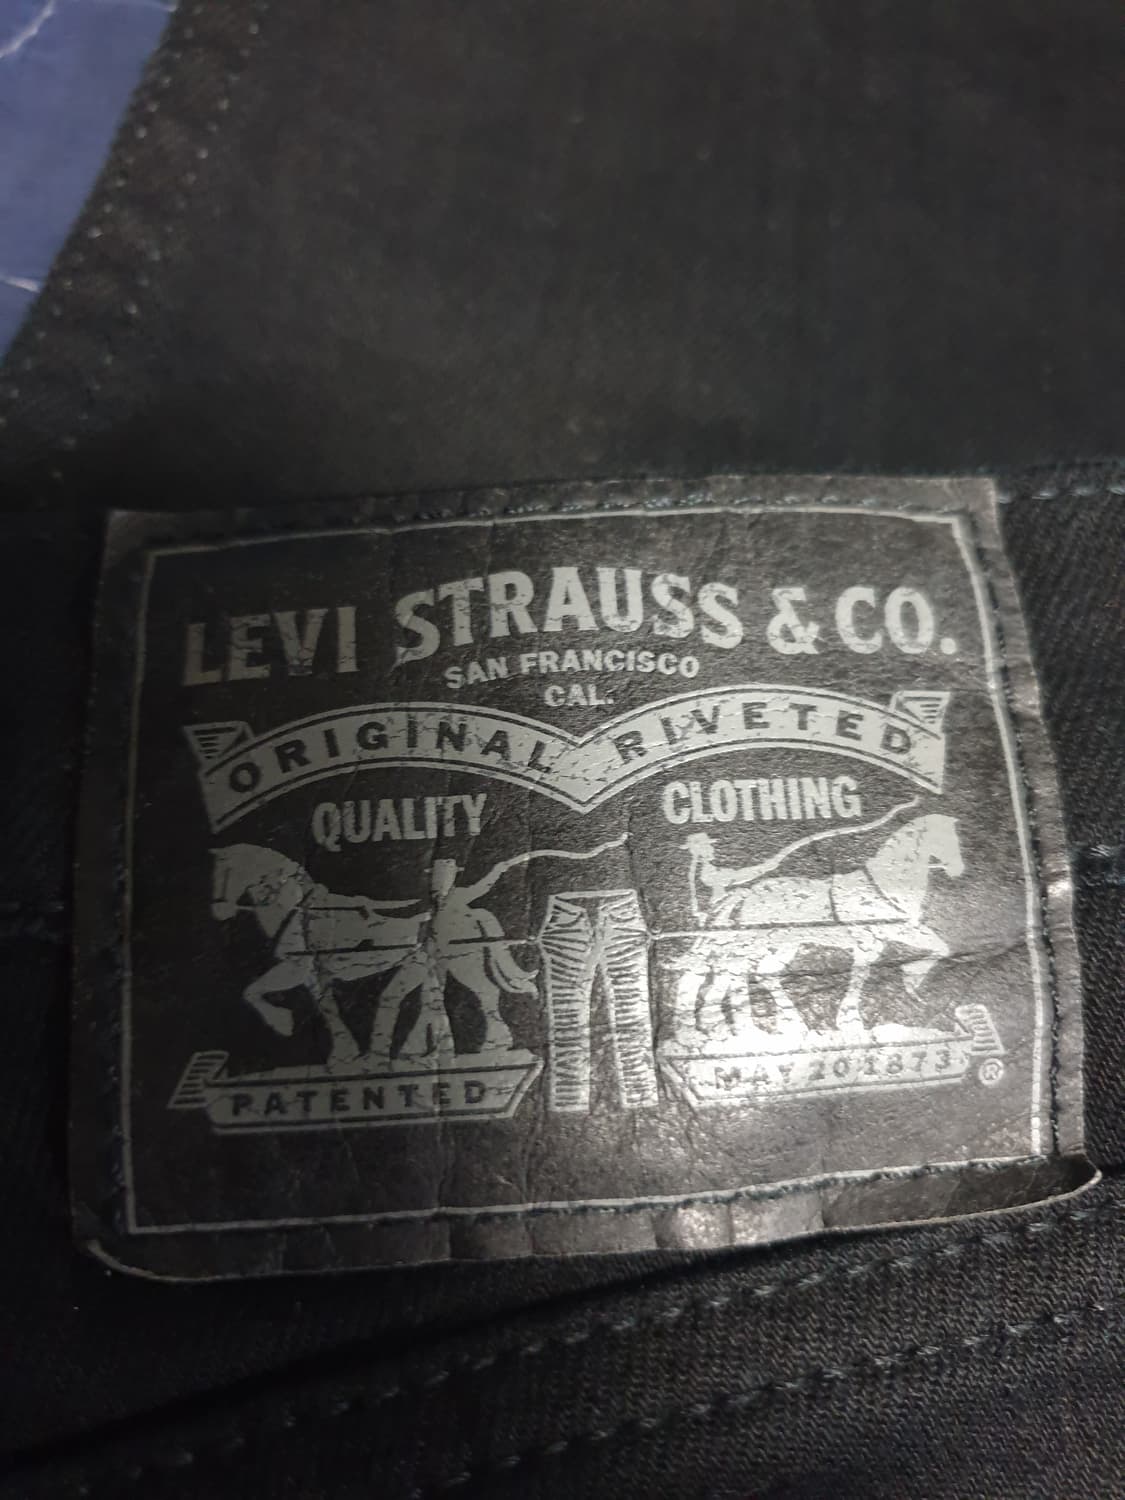 LEVI STRAUSS & CO.
SAN FRANCISCO
CAL.
ORIGINAL RIVETED
QUALITY CLOTHING
PATENTED MAY 20 1873 ®